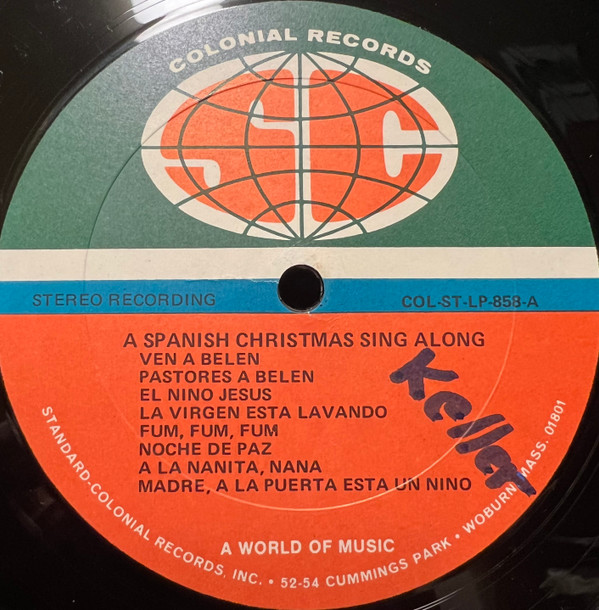 COLONIAL RECORDS
SC
STEREO RECORDING COL-ST-LP-858-A
A SPANISH CHRISTMAS SING ALONG
VEN A BELEN
PASTORES A BELEN
EL NINO JESUS
LA VIRGEN ESTA LAVANDO
FUM, FUM, FUM
NOCHE DE PAZ
A LA NANITA, NANA
MADRE, A LA PUERTA ESTA UN NINO
Keller
A WORLD OF MUSIC
STANDARD-COLONIAL RECORDS, INC. • 52-54 CUMMINGS PARK • WOBURN, MASS. 01801